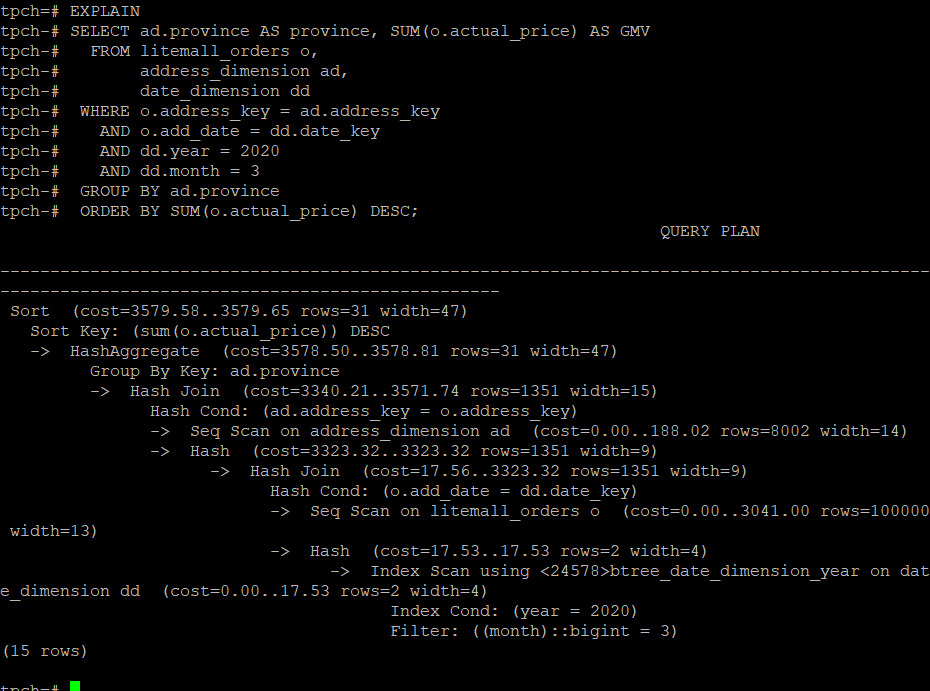 tpch=# EXPLAIN
tpch-# SELECT ad.province AS province, SUM(o.actual_price) AS GMV
tpch-#   FROM litemall_orders o,
tpch-#        address_dimension ad,
tpch-#        date_dimension dd
tpch-#  WHERE o.address_key = ad.address_key
tpch-#    AND o.add_date = dd.date_key
tpch-#    AND dd.year = 2020
tpch-#    AND dd.month = 3
tpch-#  GROUP BY ad.province
tpch-#  ORDER BY SUM(o.actual_price) DESC;
QUERY PLAN
---------------------------------------------------------------------------------------------
--------------------------------------------------
 Sort  (cost=3579.58..3579.65 rows=31 width=47)
   Sort Key: (sum(o.actual_price)) DESC
   ->  HashAggregate  (cost=3578.50..3578.81 rows=31 width=47)
         Group By Key: ad.province
         ->  Hash Join  (cost=3340.21..3571.74 rows=1351 width=15)
               Hash Cond: (ad.address_key = o.address_key)
               ->  Seq Scan on address_dimension ad  (cost=0.00..188.02 rows=8002 width=14)
               ->  Hash  (cost=3323.32..3323.32 rows=1351 width=9)
                     ->  Hash Join  (cost=17.56..3323.32 rows=1351 width=9)
                           Hash Cond: (o.add_date = dd.date_key)
                           ->  Seq Scan on litemall_orders o  (cost=0.00..3041.00 rows=100000
 width=13)
                           ->  Hash  (cost=17.53..17.53 rows=2 width=4)
                                 ->  Index Scan using <24578>btree_date_dimension_year on dat
e_dimension dd  (cost=0.00..17.53 rows=2 width=4)
                                       Index Cond: (year = 2020)
                                       Filter: ((month)::bigint = 3)
(15 rows)
tpch=#